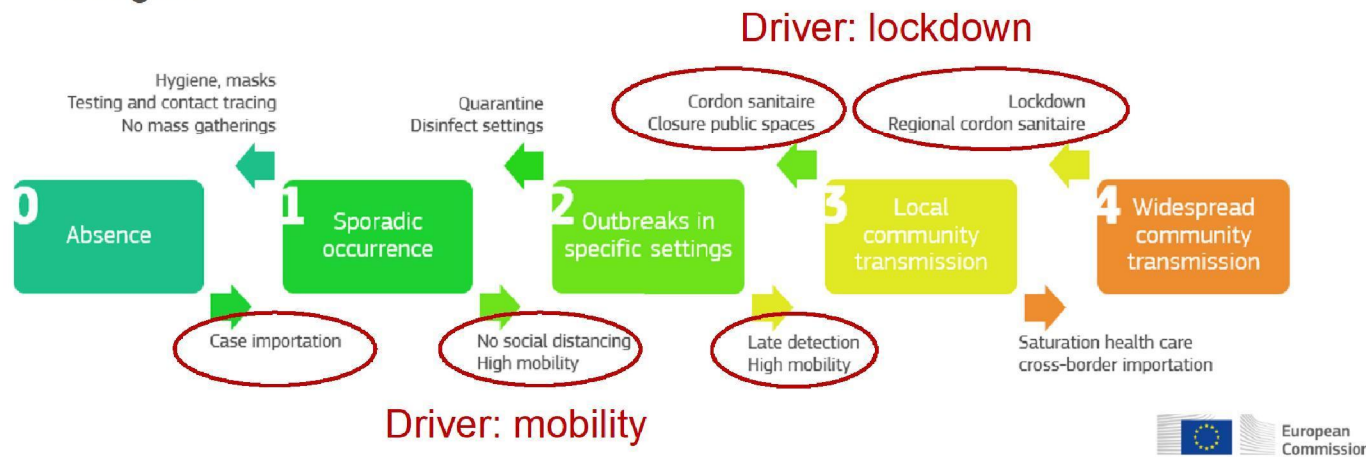 Driver: lockdown
Hygiene, masks
Testing and contact tracing
No mass gatherings
Quarantine
Disinfect settings
Cordon sanitaire
Closure public spaces
Lockdown
Regional cordon sanitaire
0
Absence
1
Sporadic
occurrence
2
Outbreaks in
specific settings
3
Local
community
transmission
4
Widespread
community
transmission
Case importation
No social distancing
High mobility
Late detection
High mobility
Saturation health care
cross-border importation
Driver: mobility
European
Commission